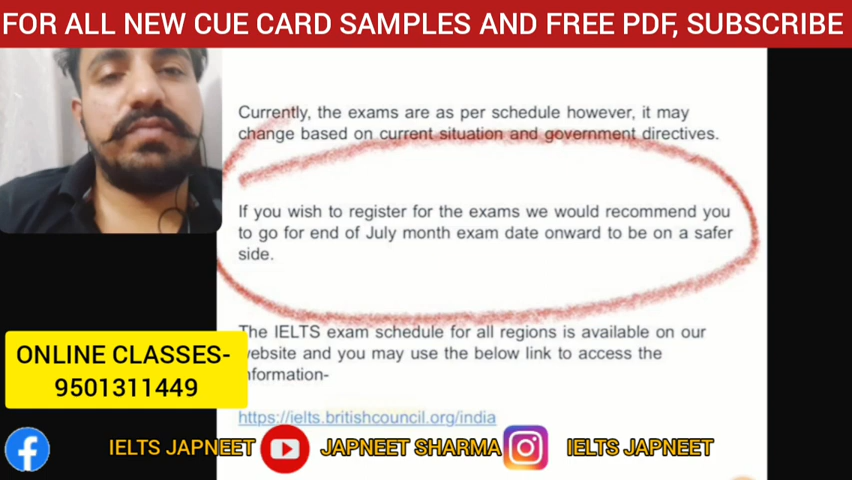 FOR ALL NEW CUE CARD SAMPLES AND FREE PDF, SUBSCRIBE
Currently, the exams are as per schedule however, it may
change based on current situation and government directives.
If you wish to register for the exams we would recommend you
to go for end of July month exam date onward to be on a safer
side.
The IELTS exam schedule for all regions is available on our
website and you may use the below link to access the
information-
https://ielts.britishcouncil.org/india
ONLINE CLASSES-
9501311449
IELTS JAPNEET
JAPNEET SHARMA
IELTS JAPNEET